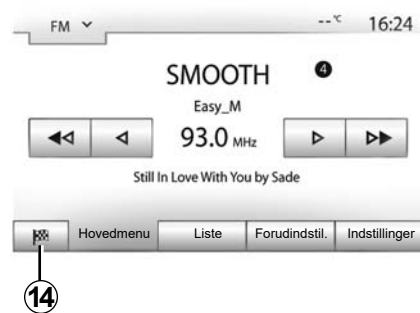 FM --°C 16:24
SMOOTH 4
Easy_M
93.0 MHz
Still In Love With You by Sade
Hovedmenu Liste Forudindstil. Indstillinger
14